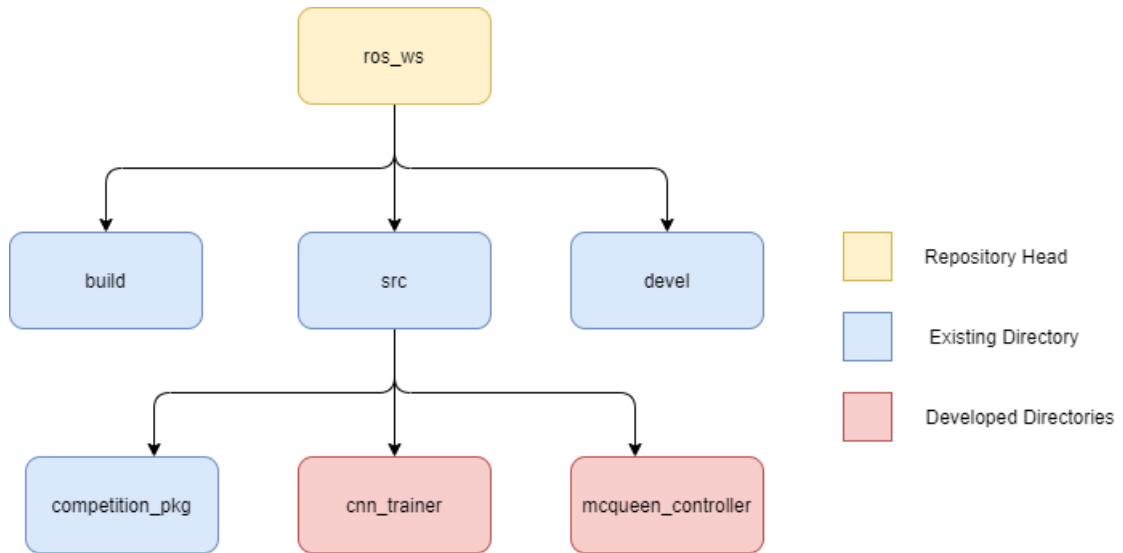 ros_ws
build
src
devel
Repository Head
Existing Directory
Developed Directories
competition_pkg
cnn_trainer
mcqueen_controller